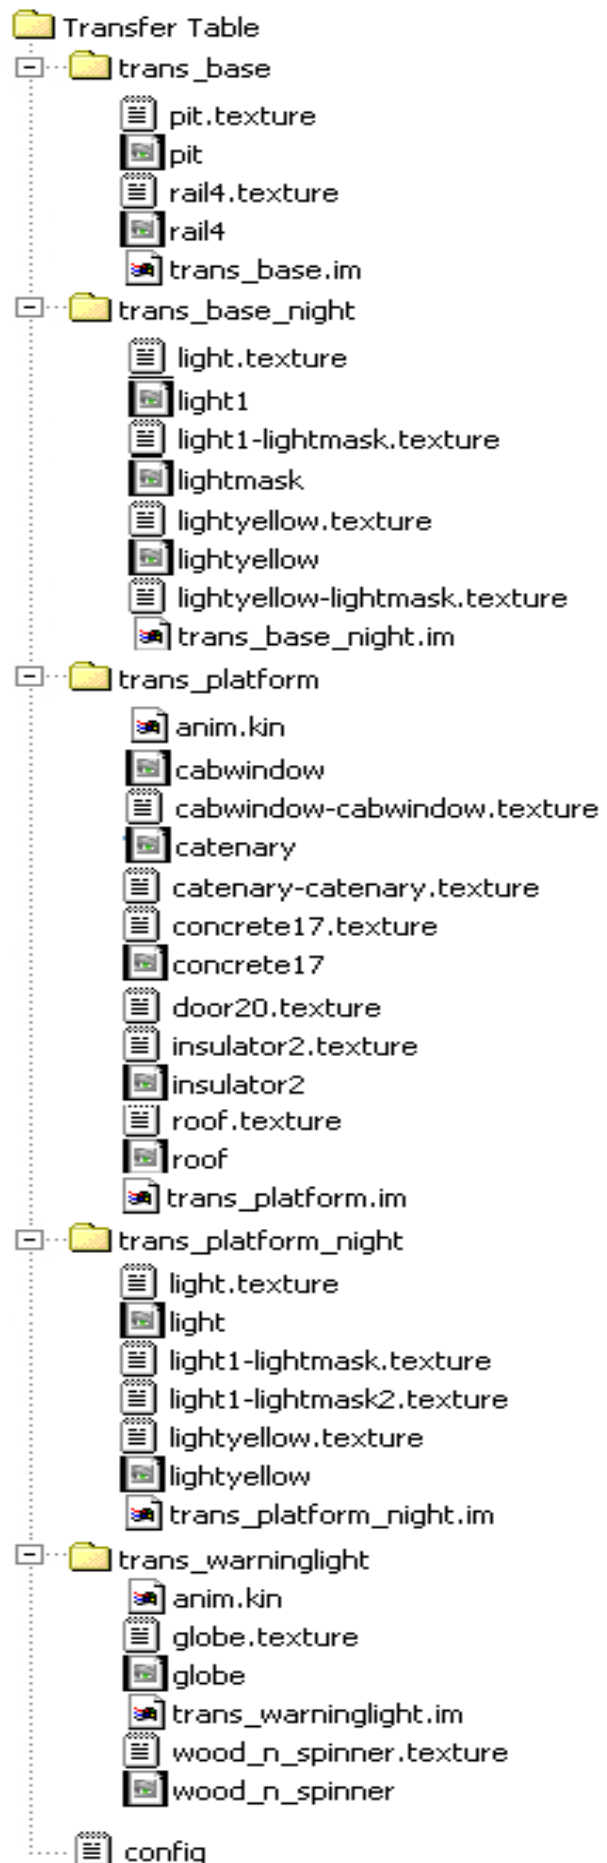 Transfer Table
trans_base
pit.texture
pit
rail4.texture
rail4
trans_base.im
trans_base_night
light.texture
light1
light1-lightmask.texture
lightmask
lightyellow.texture
lightyellow
lightyellow-lightmask.texture
trans_base_night.im
trans_platform
anim.kin
cabwindow
cabwindow-cabwindow.texture
catenary
catenary-catenary.texture
concrete17.texture
concrete17
door20.texture
insulator2.texture
insulator2
roof.texture
roof
trans_platform.im
trans_platform_night
light.texture
light
light1-lightmask.texture
light1-lightmask2.texture
lightyellow.texture
lightyellow
trans_platform_night.im
trans_warninglight
anim.kin
globe.texture
globe
trans_warninglight.im
wood_n_spinner.texture
wood_n_spinner
config